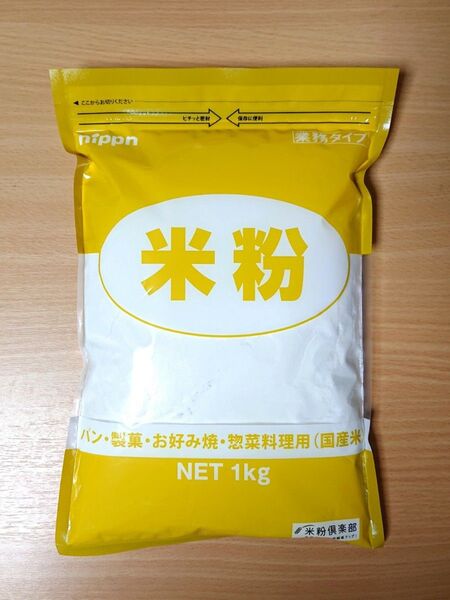 ◀ ここからお切りください
ピチッと密封 保存に便利
nippn 業務タイプ
米粉
パン・製菓・お好み焼・惣菜料理用(国産米
NET 1kg
米粉倶楽部